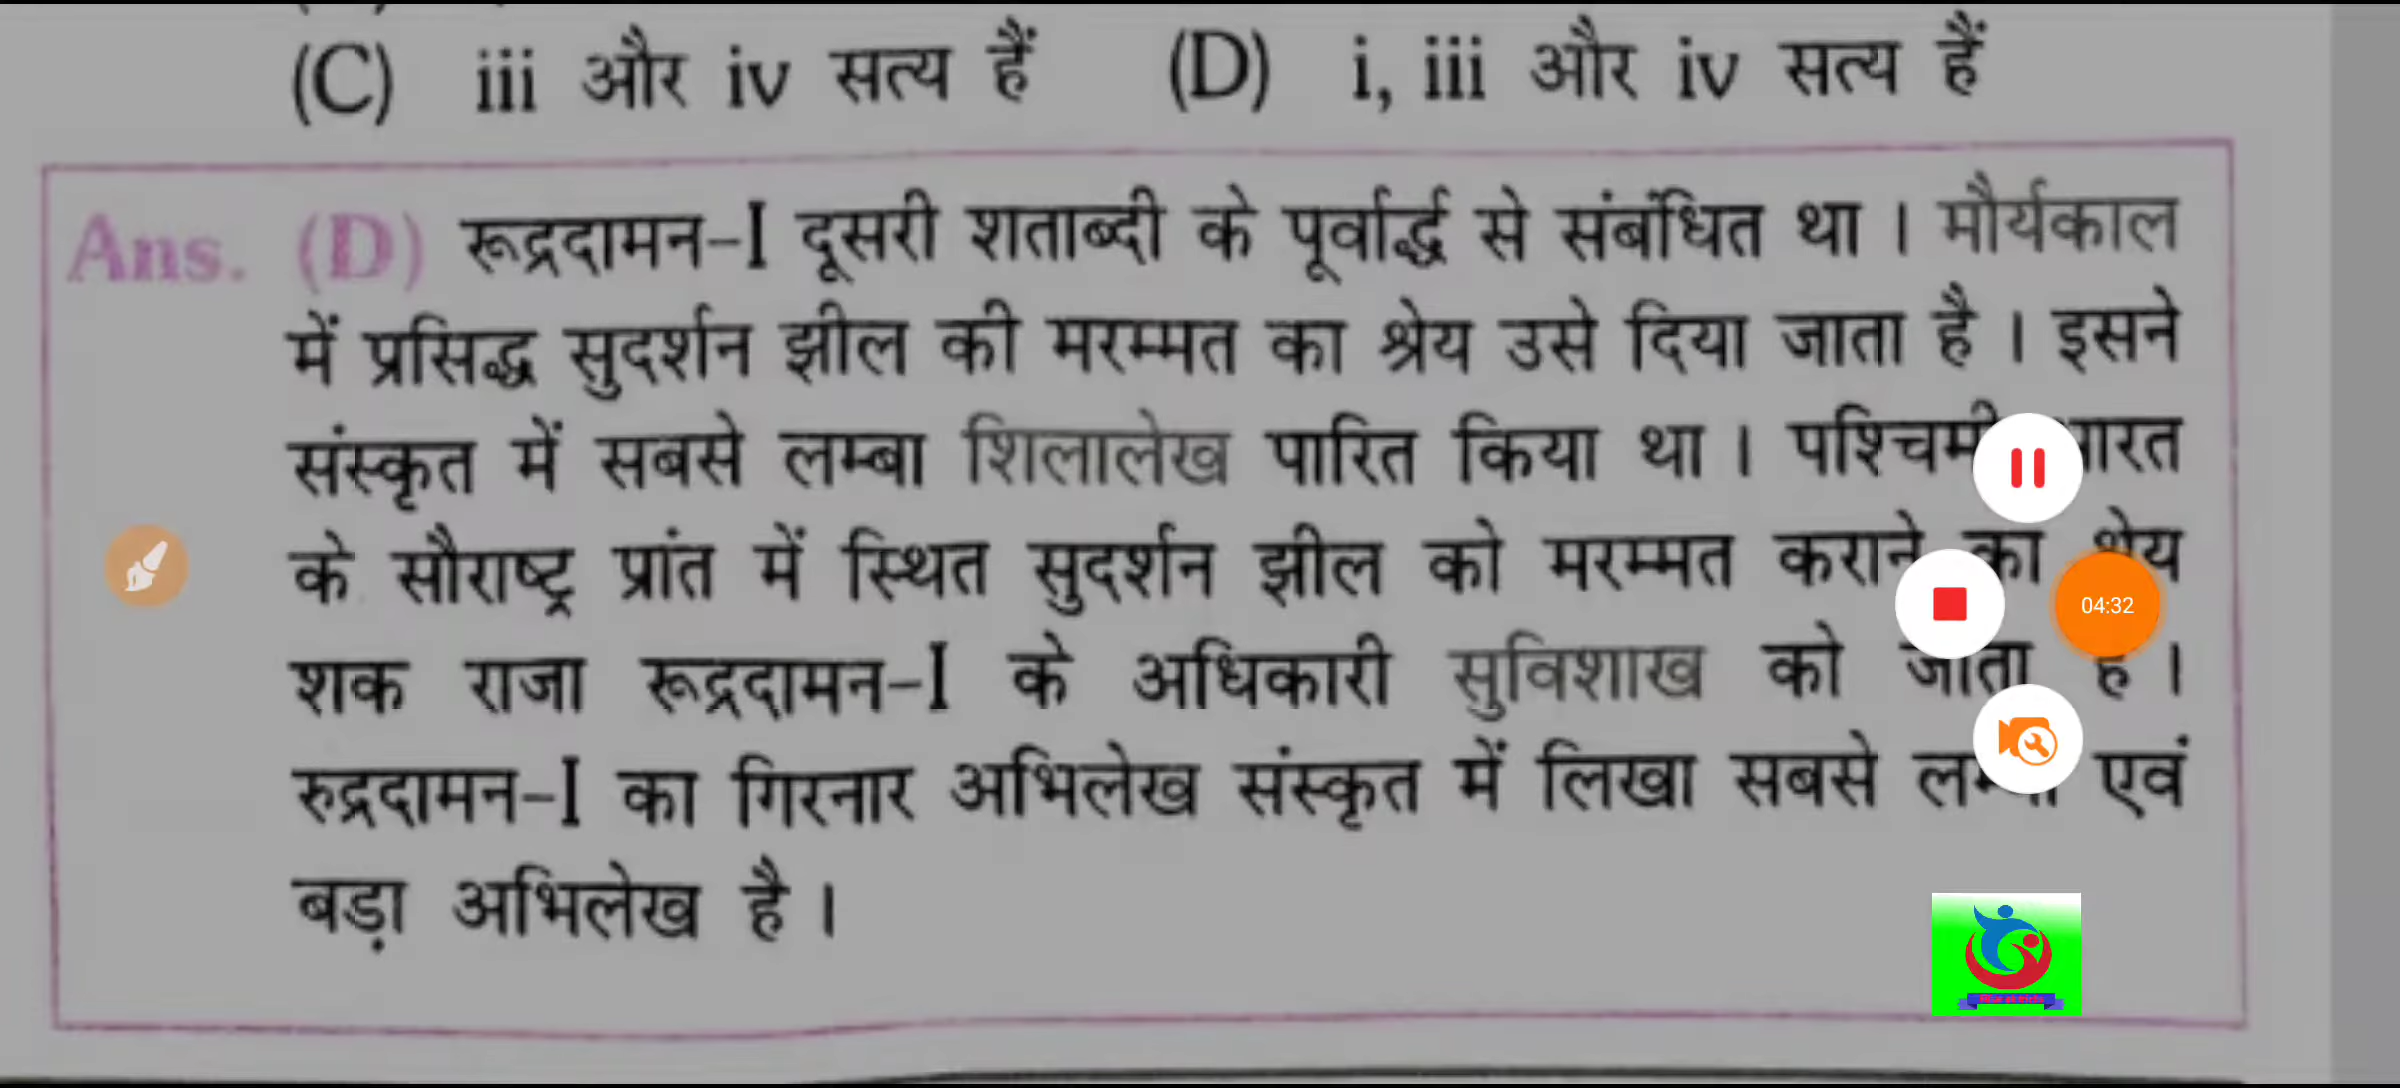 (C) iii और iv सत्य हैं (D) i, iii और iv सत्य हैं
Ans. (D) रूद्रदामन-I दूसरी शताब्दी के पूर्वार्द्ध से संबंधित था । मौर्यकाल
में प्रसिद्ध सुदर्शन झील की मरम्मत का श्रेय उसे दिया जाता है । इसने
संस्कृत में सबसे लम्बा शिलालेख पारित किया था । पश्चिमी
के सौराष्ट्र प्रांत में स्थित सुदर्शन झील को मरम्मत कराने का श्रेय
04:32
शक राजा रूद्रदामन-I के अधिकारी सुविशाख को जाता है ।
रुद्रदामन-I का गिरनार अभिलेख संस्कृत में लिखा सबसे एवं
बड़ा अभिलेख है ।